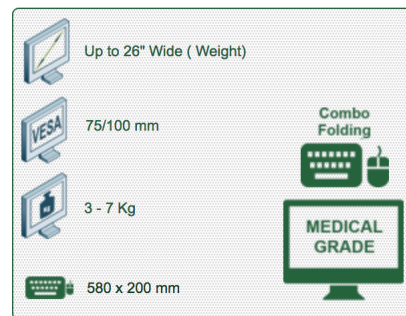 Up to 26" Wide ( Weight)
VESA
75/100 mm
KG
3 - 7 Kg
580 x 200 mm
Combo
Folding
MEDICAL
GRADE